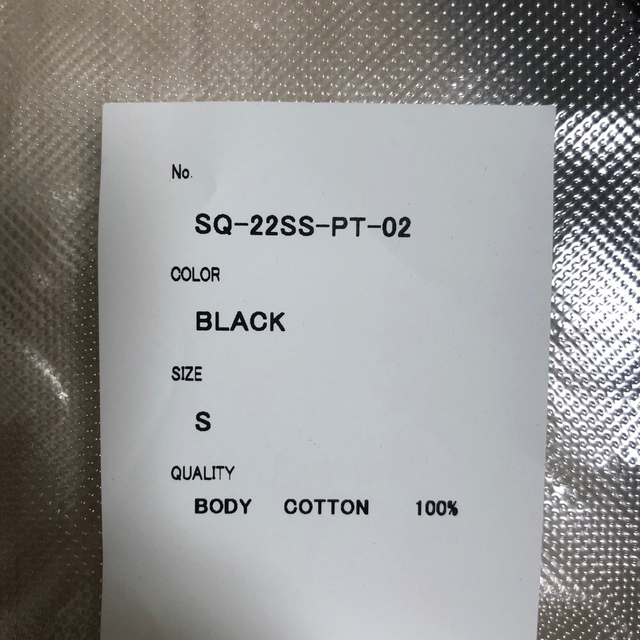 No.
SQ-22SS-PT-02
COLOR
BLACK
SIZE
S
QUALITY
BODY COTTON 100%